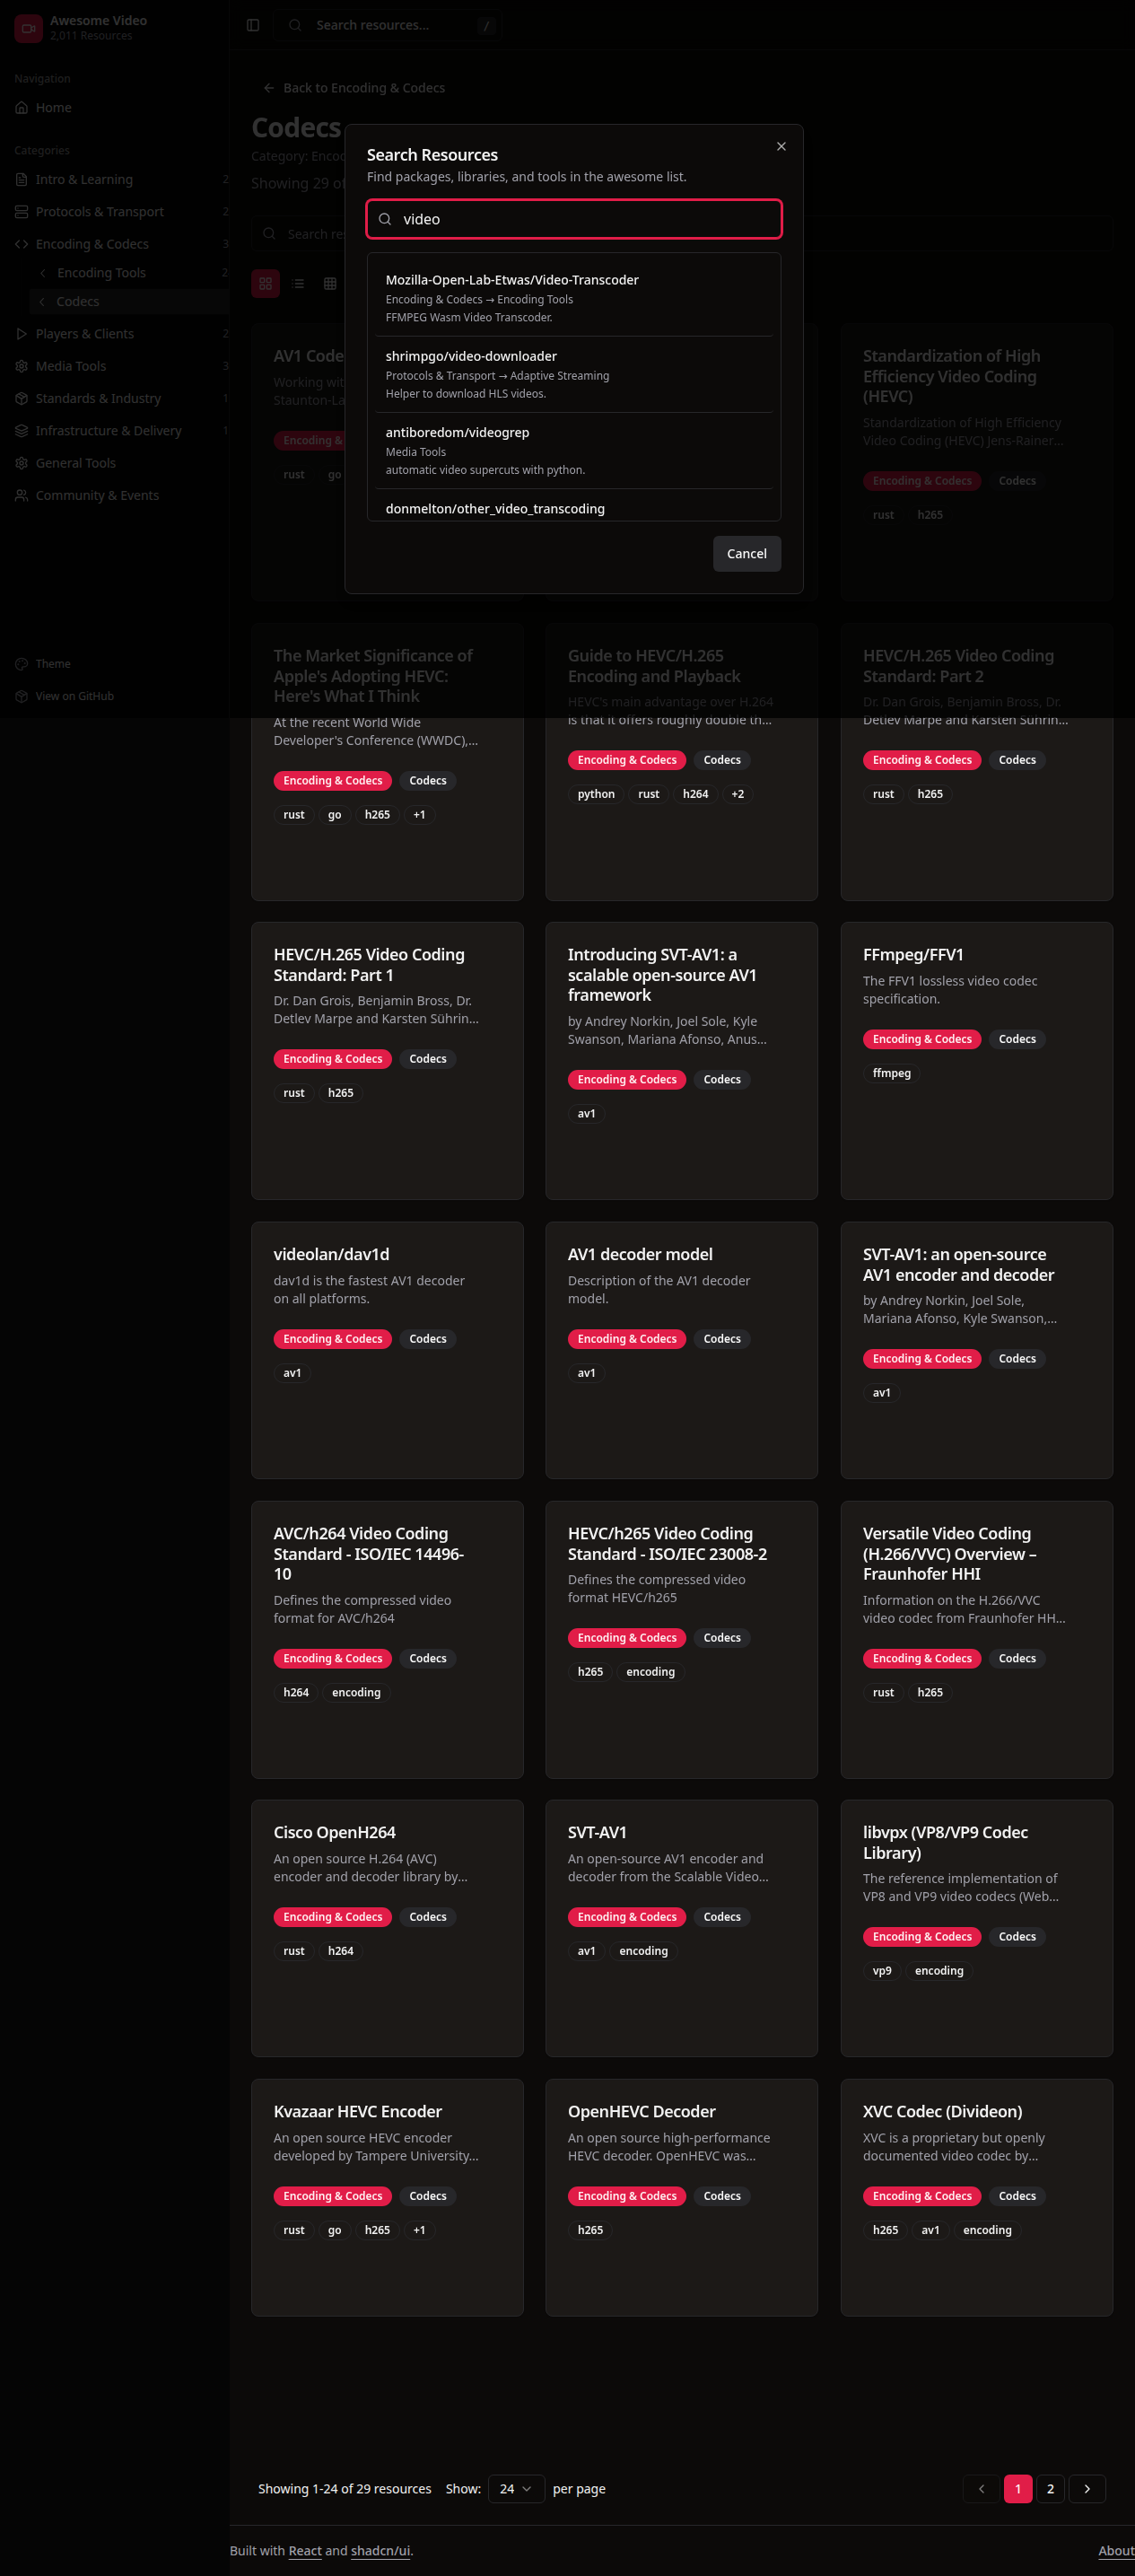 Awesome Video
2,011 Resources
Search resources...
/
Navigation
Home
Categories
Intro & Learning
2
Protocols & Transport
2
Encoding & Codecs
3
Encoding Tools
2
Codecs
Players & Clients
2
Media Tools
3
Standards & Industry
1
Infrastructure & Delivery
1
General Tools
Community & Events
Theme
View on GitHub
Back to Encoding & Codecs
Codecs
Category: Encod
Showing 29 of
Search res
Search Resources
Find packages, libraries, and tools in the awesome list.
video
Mozilla-Open-Lab-Etwas/Video-Transcoder
Encoding & Codecs → Encoding Tools
FFMPEG Wasm Video Transcoder.
shrimpgo/video-downloader
Protocols & Transport → Adaptive Streaming
Helper to download HLS videos.
antiboredom/videogrep
Media Tools
automatic video supercuts with python.
donmelton/other_video_transcoding
Cancel
AV1 Code
Working wit
Staunton-La
Encoding &
rust go
Standardization of High
Efficiency Video Coding
(HEVC)
Standardization of High Efficiency
Video Coding (HEVC) Jens-Rainer...
Encoding & Codecs Codecs
rust h265
The Market Significance of
Apple's Adopting HEVC:
Here's What I Think
At the recent World Wide
Developer's Conference (WWDC),...
Encoding & Codecs Codecs
rust go h265 +1
Guide to HEVC/H.265
Encoding and Playback
HEVC's main advantage over H.264
is that it offers roughly double th...
Encoding & Codecs Codecs
python rust h264 +2
HEVC/H.265 Video Coding
Standard: Part 2
Dr. Dan Grois, Benjamin Bross, Dr.
Detlev Marpe and Karsten Sührin...
Encoding & Codecs Codecs
rust h265
HEVC/H.265 Video Coding
Standard: Part 1
Dr. Dan Grois, Benjamin Bross, Dr.
Detlev Marpe and Karsten Sührin...
Encoding & Codecs Codecs
rust h265
Introducing SVT-AV1: a
scalable open-source AV1
framework
by Andrey Norkin, Joel Sole, Kyle
Swanson, Mariana Afonso, Anus...
Encoding & Codecs Codecs
av1
FFmpeg/FFV1
The FFV1 lossless video codec
specification.
Encoding & Codecs Codecs
ffmpeg
videolan/dav1d
dav1d is the fastest AV1 decoder
on all platforms.
Encoding & Codecs Codecs
av1
AV1 decoder model
Description of the AV1 decoder
model.
Encoding & Codecs Codecs
av1
SVT-AV1: an open-source
AV1 encoder and decoder
by Andrey Norkin, Joel Sole,
Mariana Afonso, Kyle Swanson,...
Encoding & Codecs Codecs
av1
AVC/h264 Video Coding
Standard - ISO/IEC 14496-
10
Defines the compressed video
format for AVC/h264
Encoding & Codecs Codecs
h264 encoding
HEVC/h265 Video Coding
Standard - ISO/IEC 23008-2
Defines the compressed video
format HEVC/h265
Encoding & Codecs Codecs
h265 encoding
Versatile Video Coding
(H.266/VVC) Overview –
Fraunhofer HHI
Information on the H.266/VVC
video codec from Fraunhofer HH...
Encoding & Codecs Codecs
rust h265
Cisco OpenH264
An open source H.264 (AVC)
encoder and decoder library by...
Encoding & Codecs Codecs
rust h264
SVT-AV1
An open-source AV1 encoder and
decoder from the Scalable Video...
Encoding & Codecs Codecs
av1 encoding
libvpx (VP8/VP9 Codec
Library)
The reference implementation of
VP8 and VP9 video codecs (Web...
Encoding & Codecs Codecs
vp9 encoding
Kvazaar HEVC Encoder
An open source HEVC encoder
developed by Tampere University...
Encoding & Codecs Codecs
rust go h265 +1
OpenHEVC Decoder
An open source high-performance
HEVC decoder. OpenHEVC was...
Encoding & Codecs Codecs
h265
XVC Codec (Divideon)
XVC is a proprietary but openly
documented video codec by...
Encoding & Codecs Codecs
h265 av1 encoding
Showing 1-24 of 29 resources Show: 24 per page
1 2
Built with React and shadcn/ui.
About